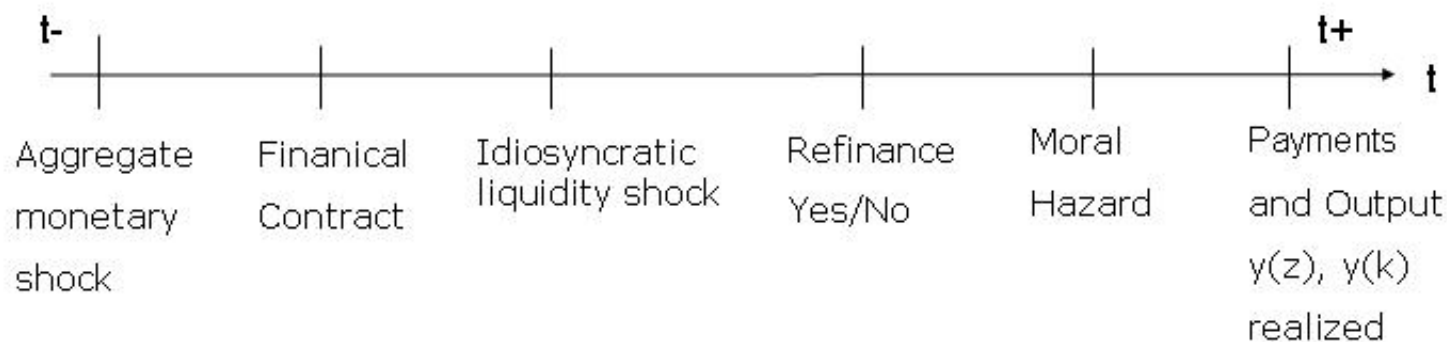 t-
t+
t
Aggregate
monetary
shock
Finanical
Contract
Idiosyncratic
liquidity shock
Refinance
Yes/No
Moral
Hazard
Payments
and Output
y(z), y(k)
realized